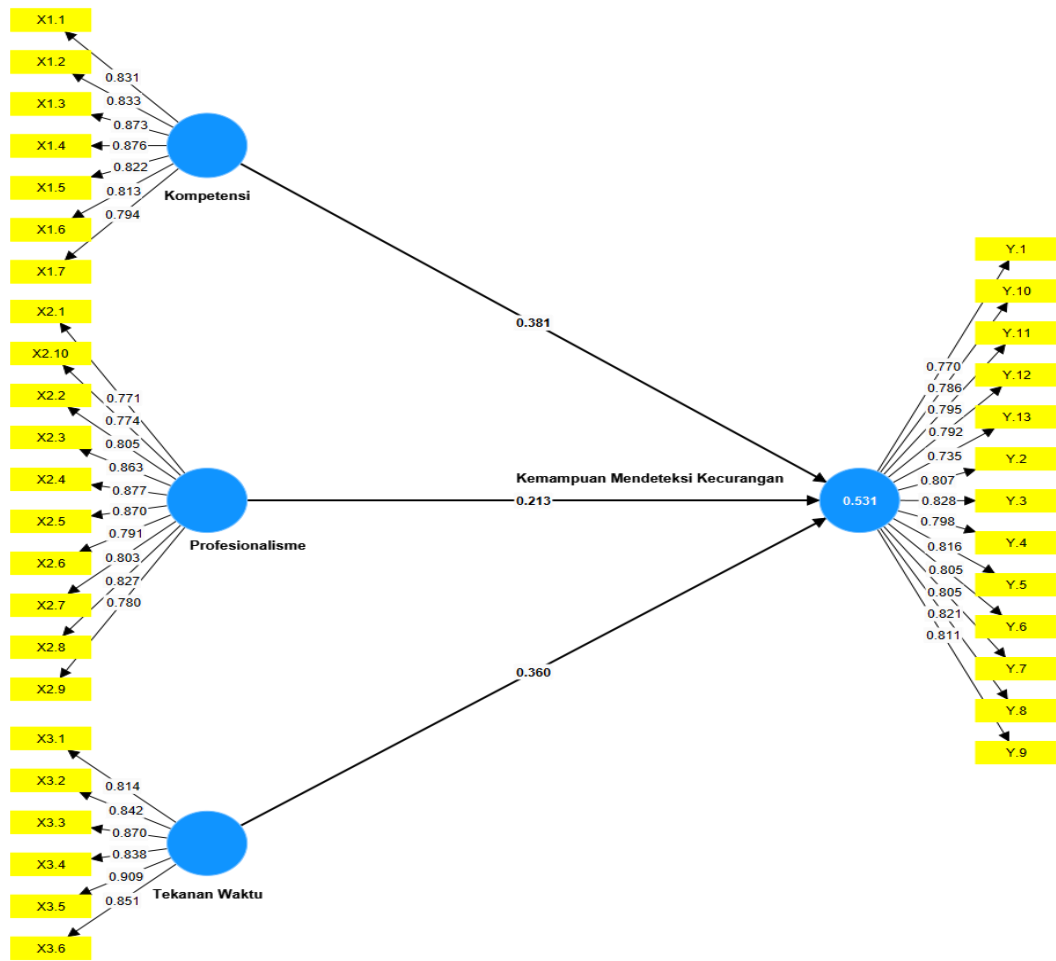 X1.1
X1.2
X1.3
X1.4
X1.5
X1.6
X1.7
0.831
0.833
0.873
0.876
0.822
0.813
0.794
Kompetensi
X2.1
X2.10
X2.2
X2.3
X2.4
X2.5
X2.6
X2.7
X2.8
X2.9
0.771
0.774
0.805
0.863
0.877
0.870
0.791
0.803
0.827
0.780
Profesionalisme
X3.1
X3.2
X3.3
X3.4
X3.5
X3.6
0.814
0.842
0.870
0.838
0.909
0.851
Tekanan Waktu
0.381
Kemampuan Mendeteksi Kecurangan
0.213
0.360
0.531
0.770
0.786
0.795
0.792
0.735
0.807
0.828
0.798
0.816
0.805
0.805
0.821
0.811
Y.1
Y.10
Y.11
Y.12
Y.13
Y.2
Y.3
Y.4
Y.5
Y.6
Y.7
Y.8
Y.9